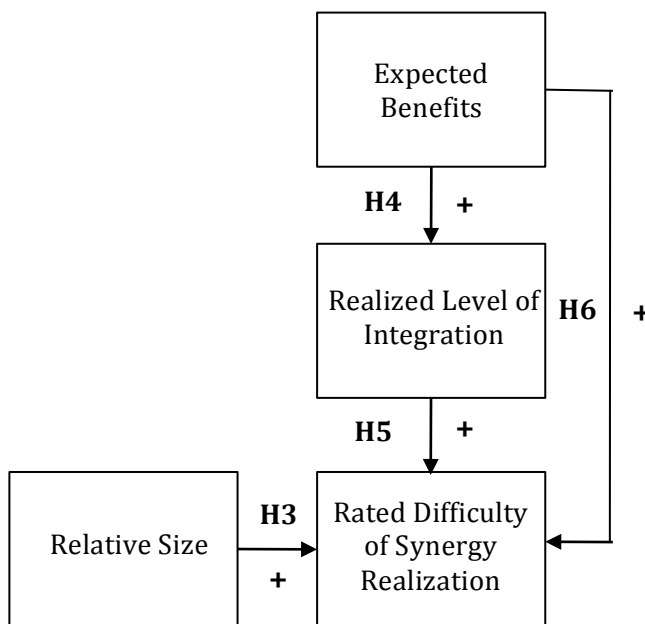 Expected
Benefits
H4
+
Realized Level of
Integration
H6
+
H5
+
Relative Size
H3
+
Rated Difficulty
of Synergy
Realization